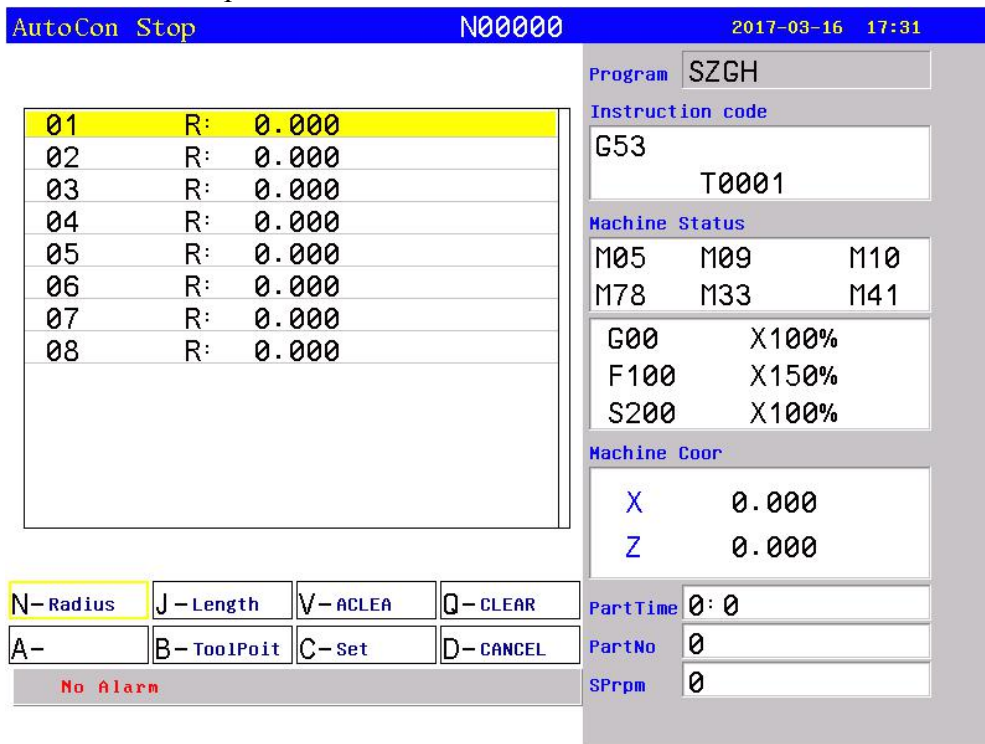 AutoCon Stop N00000 2017-03-16 17:31
Program SZGH
Instruction code
G53
T0001
Machine Status
M05 M09 M10
M78 M33 M41
G00 X100%
F100 X150%
S200 X100%
Machine Coor
X 0.000
Z 0.000
PartTime 0: 0
PartNo 0
SPrpm 0
01 R: 0.000
02 R: 0.000
03 R: 0.000
04 R: 0.000
05 R: 0.000
06 R: 0.000
07 R: 0.000
08 R: 0.000
N-Radius J-Length V-ACLEA Q-CLEAR
A- B-ToolPoit C-Set D-CANCEL
No Alarm